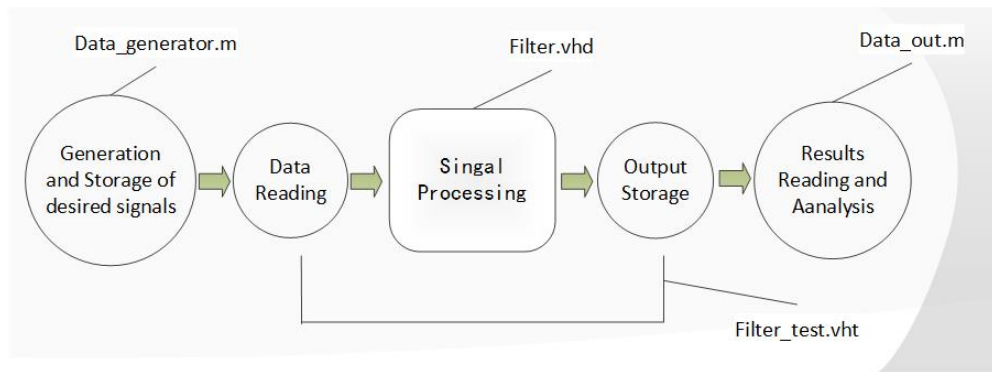 Data_generator.m
Filter.vhd
Data_out.m
Generation
and Storage of
desired signals
Data
Reading
Singal
Processing
Output
Storage
Results
Reading and
Aanalysis
Filter_test.vht